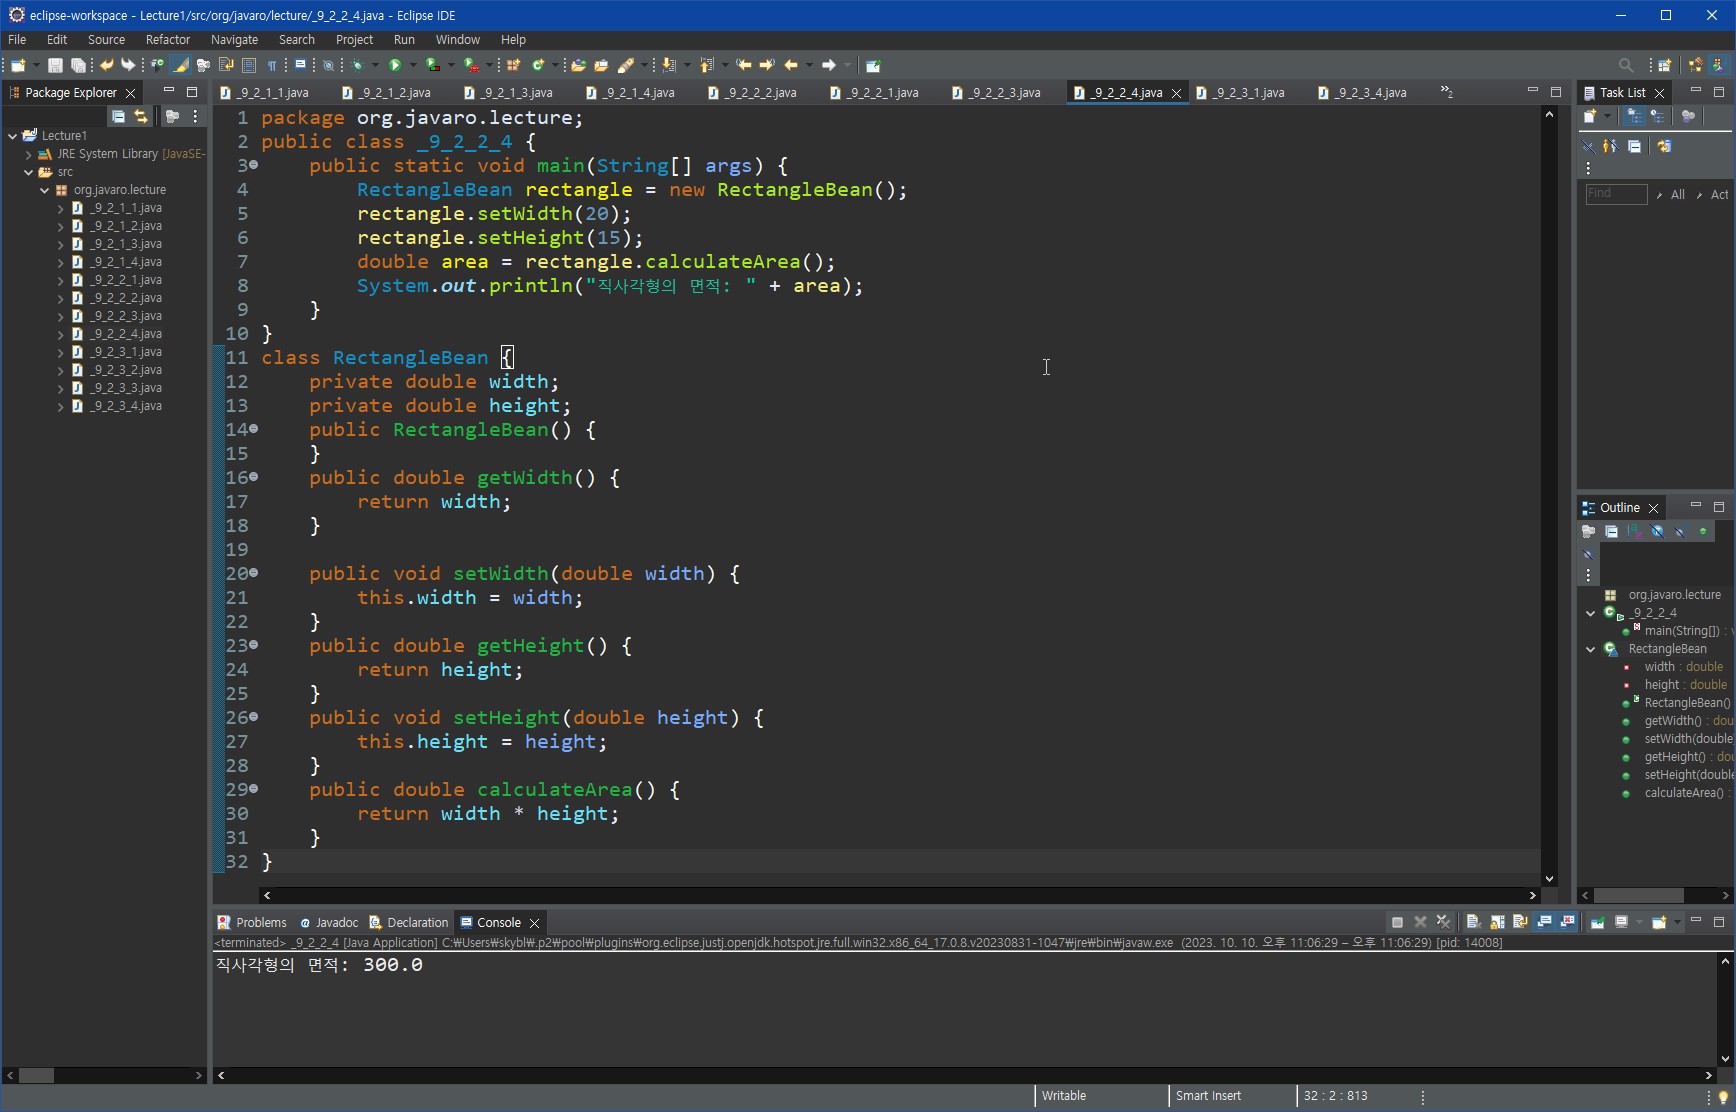 eclipse-workspace - Lecture1/src/org/javaro/lecture/_9_2_2_4.java - Eclipse IDE
File Edit Source Refactor Navigate Search Project Run Window Help
Package Explorer
_9_2_1_1.java _9_2_1_2.java _9_2_1_3.java _9_2_1_4.java _9_2_2_2.java _9_2_2_1.java _9_2_2_3.java _9_2_2_4.java _9_2_3_1.java _9_2_3_4.java »2
Task List
Lecture1
JRE System Library [JavaSE-
src
org.javaro.lecture
_9_2_1_1.java
_9_2_1_2.java
_9_2_1_3.java
_9_2_1_4.java
_9_2_2_1.java
_9_2_2_2.java
_9_2_2_3.java
_9_2_2_4.java
_9_2_3_1.java
_9_2_3_2.java
_9_2_3_3.java
_9_2_3_4.java
1 package org.javaro.lecture;
2 public class _9_2_2_4 {
3 public static void main(String[] args) {
4 RectangleBean rectangle = new RectangleBean();
5 rectangle.setWidth(20);
6 rectangle.setHeight(15);
7 double area = rectangle.calculateArea();
8 System.out.println("직사각형의 면적: " + area);
9 }
10 }
11 class RectangleBean {
12 private double width;
13 private double height;
14 public RectangleBean() {
15 }
16 public double getWidth() {
17 return width;
18 }
19
20 public void setWidth(double width) {
21 this.width = width;
22 }
23 public double getHeight() {
24 return height;
25 }
26 public void setHeight(double height) {
27 this.height = height;
28 }
29 public double calculateArea() {
30 return width * height;
31 }
32 }
Find All Act
Outline
org.javaro.lecture
_9_2_2_4
main(String[]) : v
RectangleBean
width : double
height : double
RectangleBean()
getWidth() : dou
setWidth(double
getHeight() : dou
setHeight(double
calculateArea() :
Problems Javadoc Declaration Console
<terminated> _9_2_2_4 [Java Application] C:₩Users₩skybl₩.p2₩pool₩plugins₩org.eclipse.justj.openjdk.hotspot.jre.full.win32.x86_64_17.0.8.v20230831-1047₩jre₩bin₩javaw.exe (2023. 10. 10. 오후 11:06:29 – 오후 11:06:29) [pid: 14008]
직사각형의 면적: 300.0
Writable Smart Insert 32 : 2 : 813